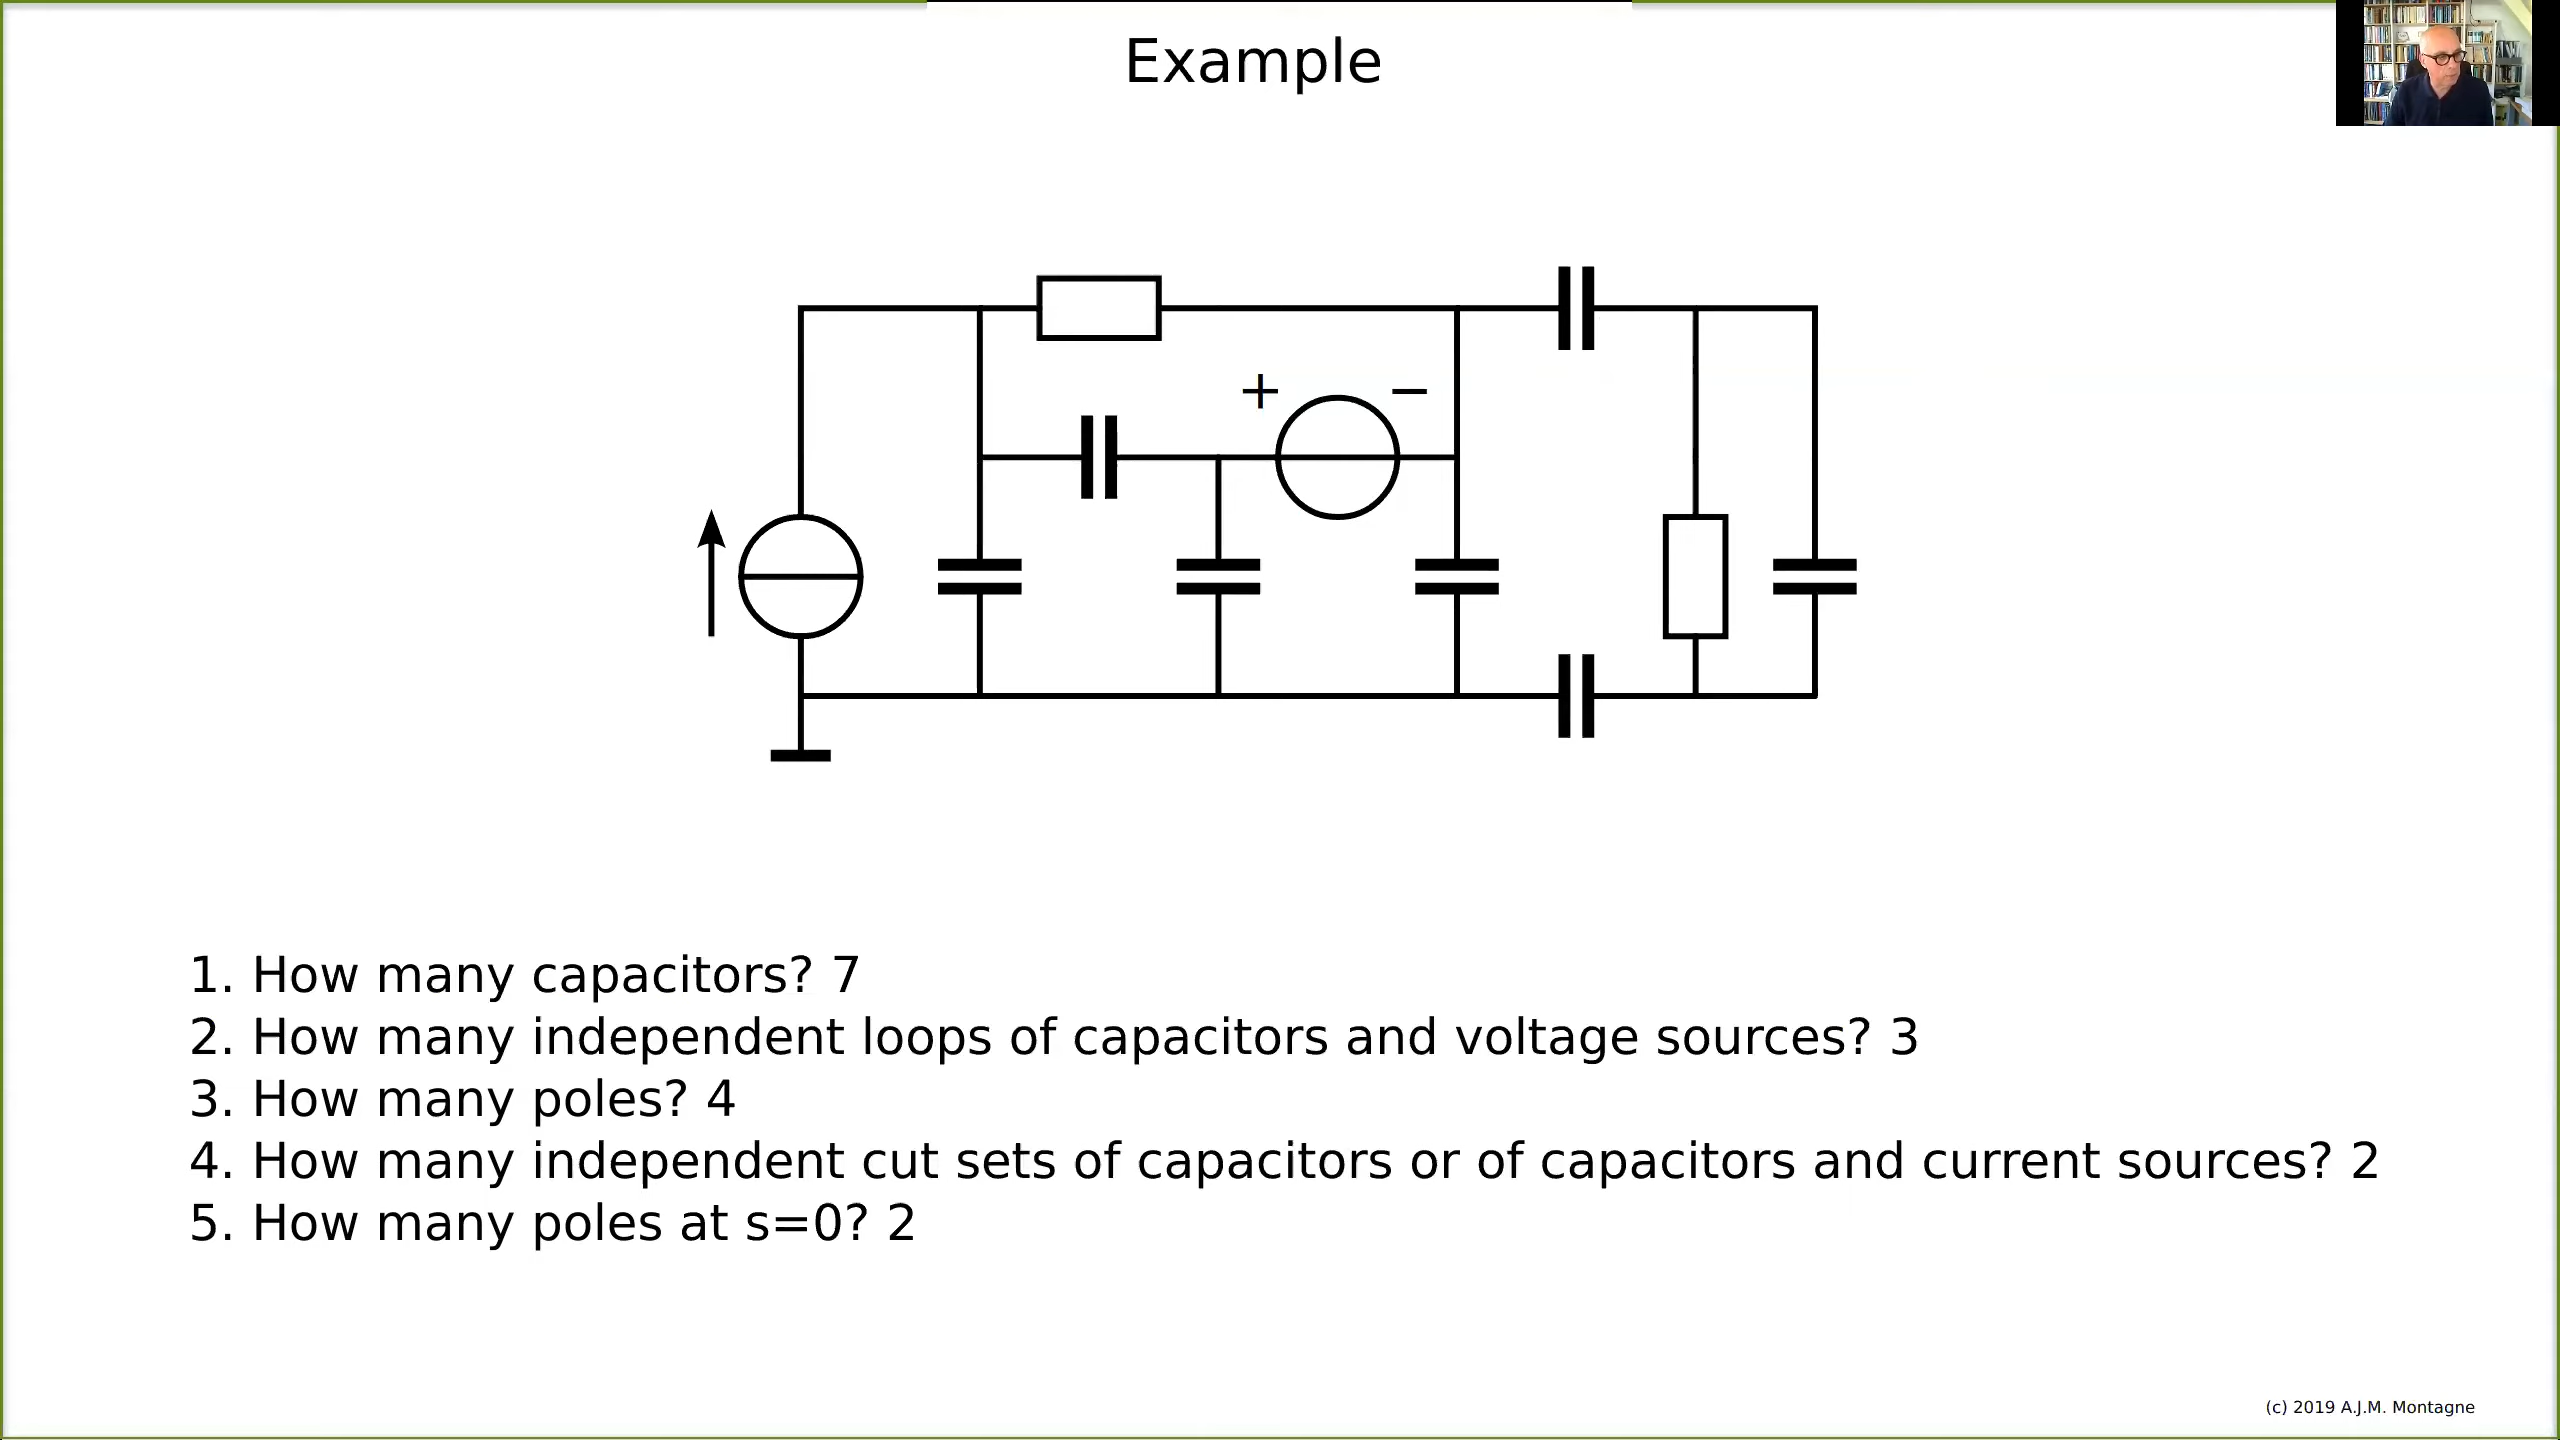 Example
+ −
1. How many capacitors? 7
2. How many independent loops of capacitors and voltage sources? 3
3. How many poles? 4
4. How many independent cut sets of capacitors or of capacitors and current sources? 2
5. How many poles at s=0? 2
(c) 2019 A.J.M. Montagne